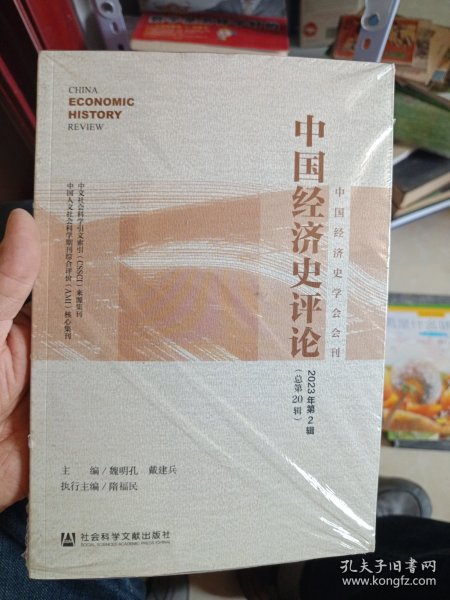 CHINA
ECONOMIC
HISTORY
REVIEW
中国经济史评论
中国经济史学会会刊
2023年第2辑
（总第20辑）
中文社会科学引文索引（CSSCI）来源集刊
中国人文社会科学期刊综合评价（AMI）核心集刊
主 编/魏明孔 戴建兵
执行主编/隋福民
社会科学文献出版社
SOCIAL SCIENCES ACADEMIC PRESS (CHINA)
孔夫子旧书网
www.kongfz.com